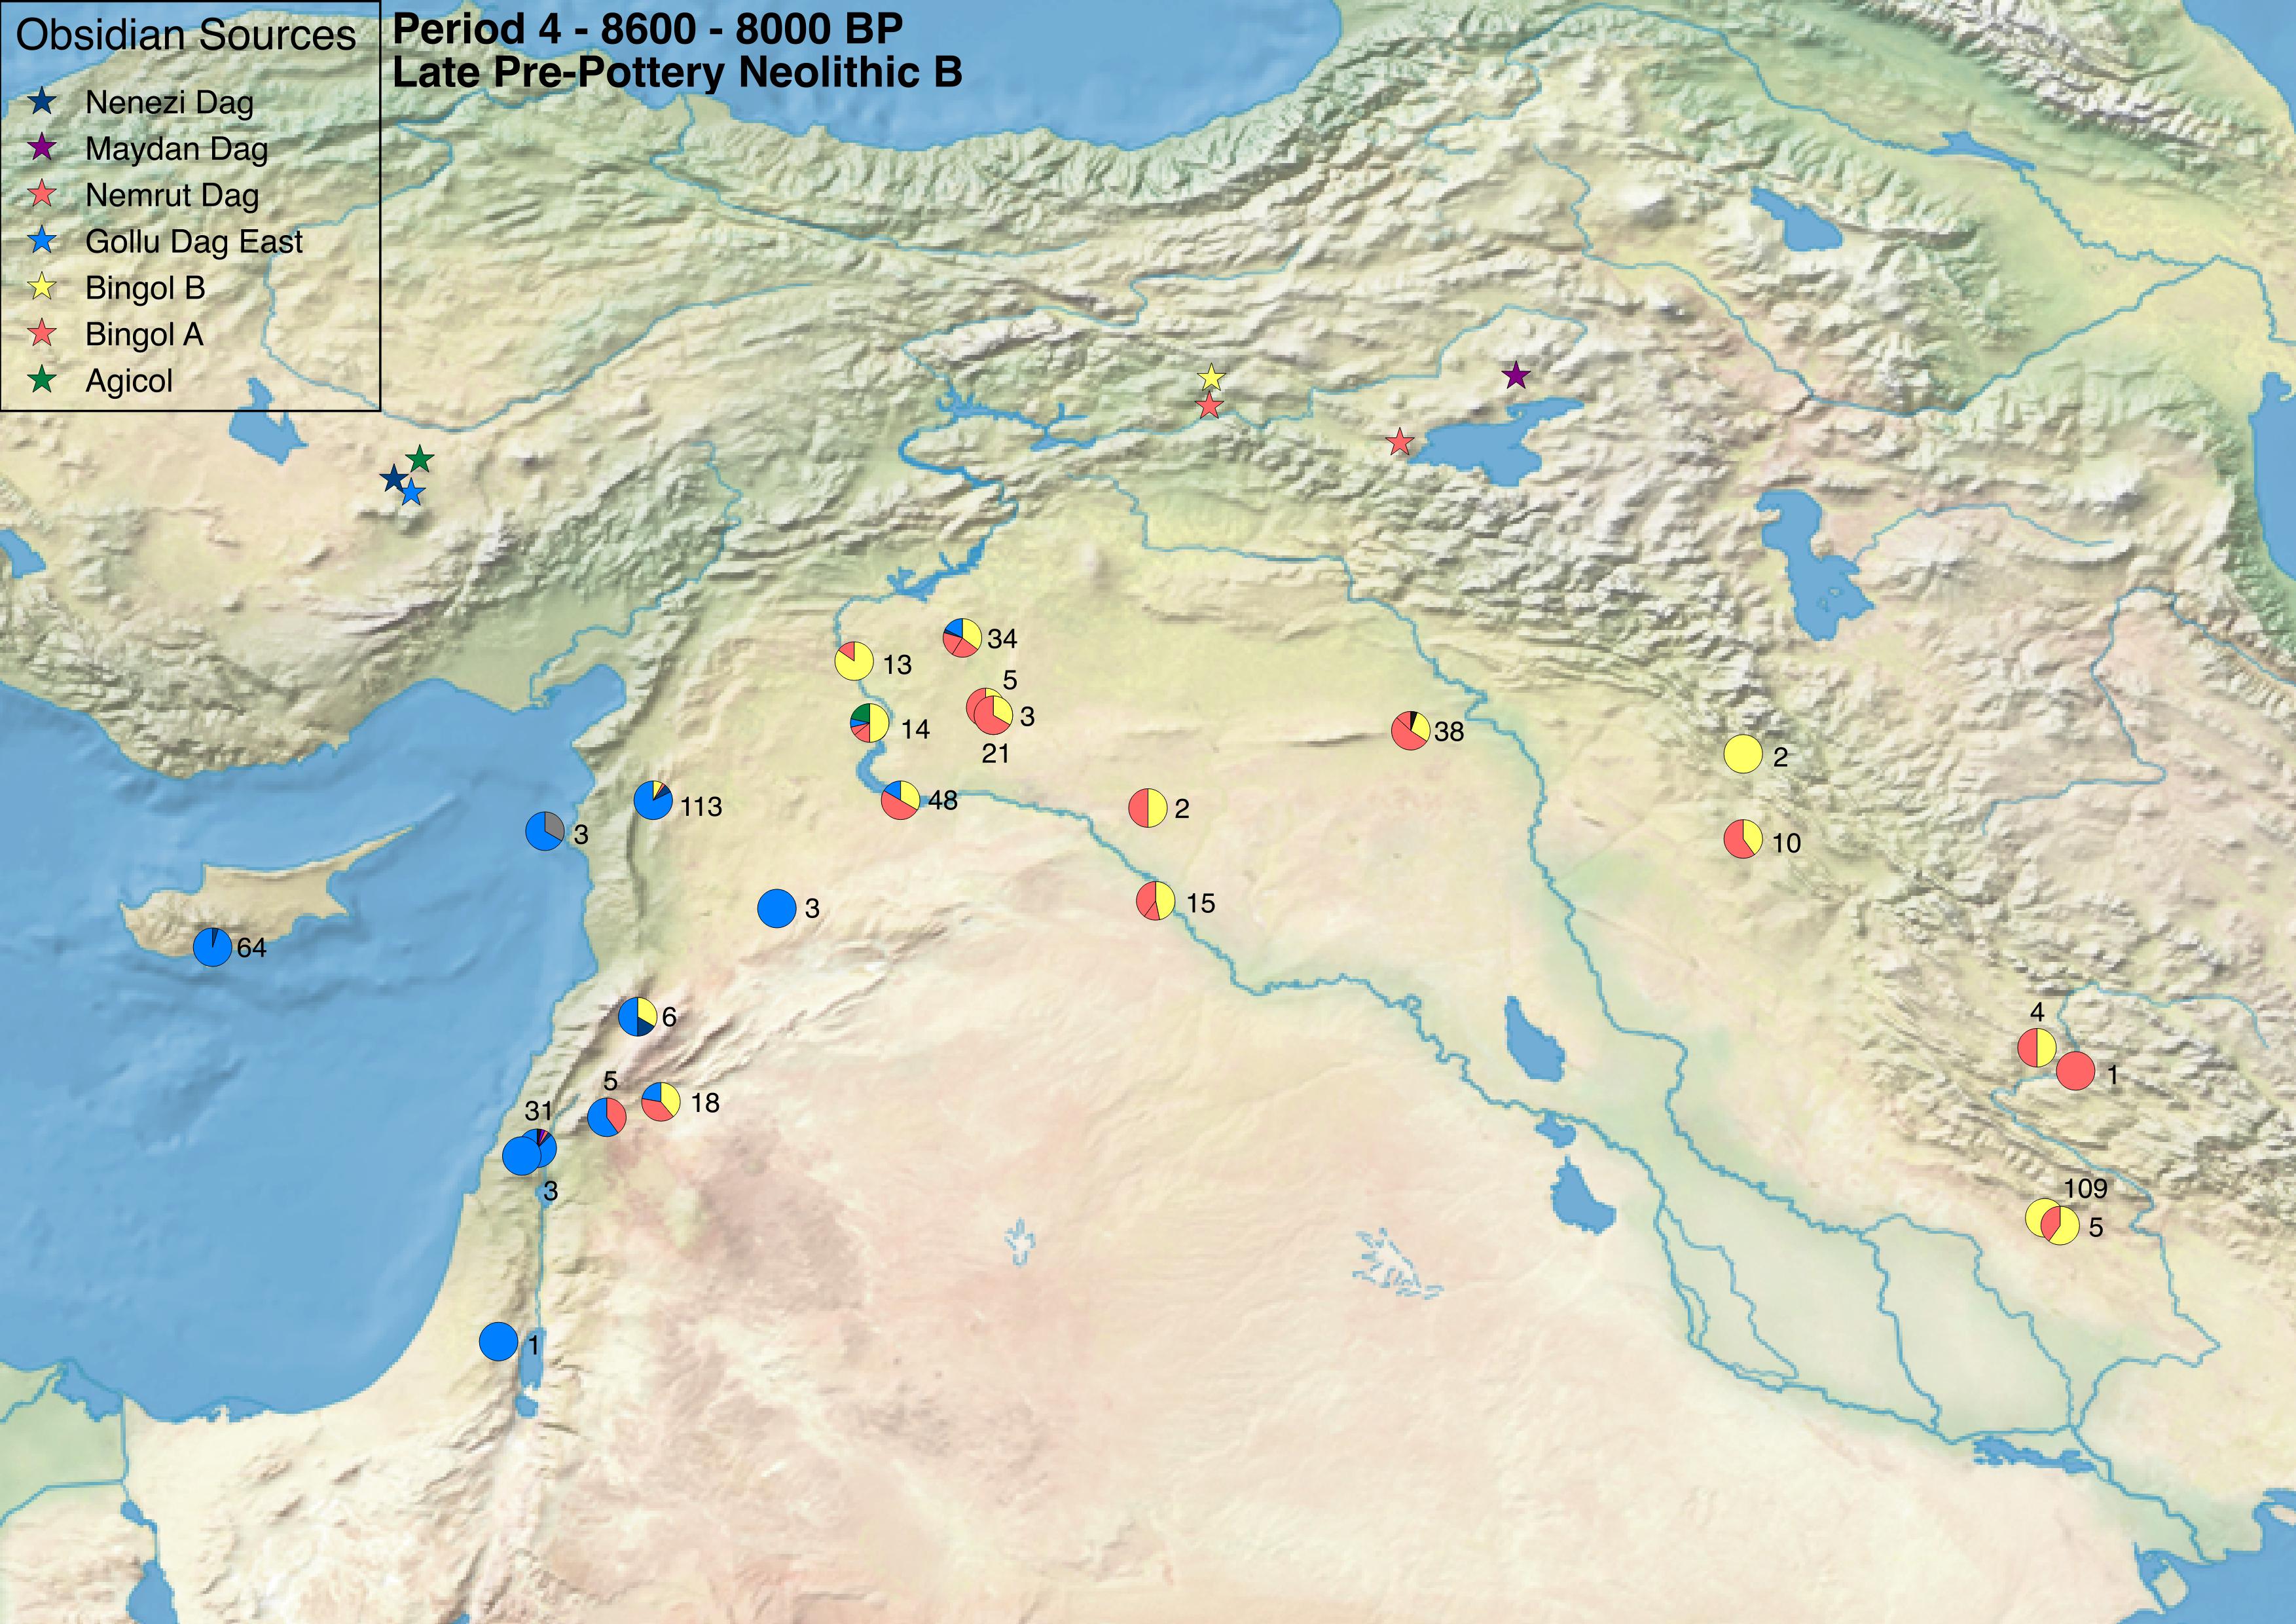 Obsidian Sources
Nenezi Dag
Maydan Dag
Nemrut Dag
Gollu Dag East
Bingol B
Bingol A
Agicol
Period 4 - 8600 - 8000 BP
Late Pre-Pottery Neolithic B
34
13
5
3
14
21
38
2
48
113
2
3
10
3
15
64
6
4
1
5
18
31
3
109
5
1